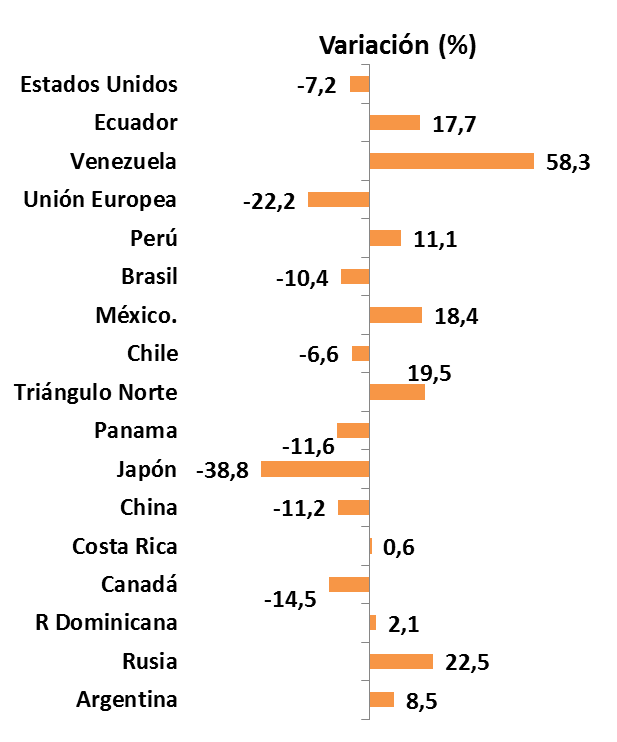 Variación (%)
Estados Unidos -7,2
Ecuador 17,7
Venezuela 58,3
Unión Europea -22,2
Perú 11,1
Brasil -10,4
México. 18,4
Chile -6,6
Triángulo Norte 19,5
Panama -11,6
Japón -38,8
China -11,2
Costa Rica 0,6
Canadá -14,5
R Dominicana 2,1
Rusia 22,5
Argentina 8,5